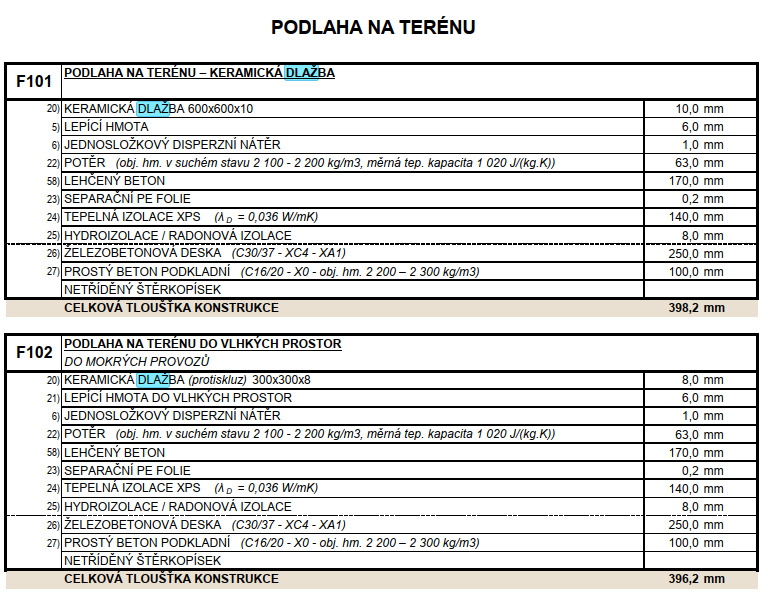 PODLAHA NA TERÉNU
F101 PODLAHA NA TERÉNU – KERAMICKÁ DLAŽBA
20) KERAMICKÁ DLAŽBA 600x600x10 10,0 mm
5) LEPÍCÍ HMOTA 6,0 mm
6) JEDNOSLOŽKOVÝ DISPERZNÍ NÁTĚR 1,0 mm
22) POTĚR (obj. hm. v suchém stavu 2 100 - 2 200 kg/m3, měrná tep. kapacita 1 020 J/(kg.K)) 63,0 mm
58) LEHČENÝ BETON 170,0 mm
23) SEPARAČNÍ PE FOLIE 0,2 mm
24) TEPELNÁ IZOLACE XPS (λ D = 0,036 W/mK) 140,0 mm
25) HYDROIZOLACE / RADONOVÁ IZOLACE 8,0 mm
26) ŽELEZOBETONOVÁ DESKA (C30/37 - XC4 - XA1) 250,0 mm
27) PROSTÝ BETON PODKLADNÍ (C16/20 - X0 - obj. hm. 2 200 – 2 300 kg/m3) 100,0 mm
NETŘÍDĚNÝ ŠTĚRKOPÍSEK
CELKOVÁ TLOUŠŤKA KONSTRUKCE 398,2 mm
F102 PODLAHA NA TERÉNU DO VLHKÝCH PROSTOR
DO MOKRÝCH PROVOZŮ
20) KERAMICKÁ DLAŽBA (protiskluz) 300x300x8 8,0 mm
21) LEPÍCÍ HMOTA DO VLHKÝCH PROSTOR 6,0 mm
6) JEDNOSLOŽKOVÝ DISPERZNÍ NÁTĚR 1,0 mm
22) POTĚR (obj. hm. v suchém stavu 2 100 - 2 200 kg/m3, měrná tep. kapacita 1 020 J/(kg.K)) 63,0 mm
58) LEHČENÝ BETON 170,0 mm
23) SEPARAČNÍ PE FOLIE 0,2 mm
24) TEPELNÁ IZOLACE XPS (λ D = 0,036 W/mK) 140,0 mm
25) HYDROIZOLACE / RADONOVÁ IZOLACE 8,0 mm
26) ŽELEZOBETONOVÁ DESKA (C30/37 - XC4 - XA1) 250,0 mm
27) PROSTÝ BETON PODKLADNÍ (C16/20 - X0 - obj. hm. 2 200 – 2 300 kg/m3) 100,0 mm
NETŘÍDĚNÝ ŠTĚRKOPÍSEK
CELKOVÁ TLOUŠŤKA KONSTRUKCE 396,2 mm